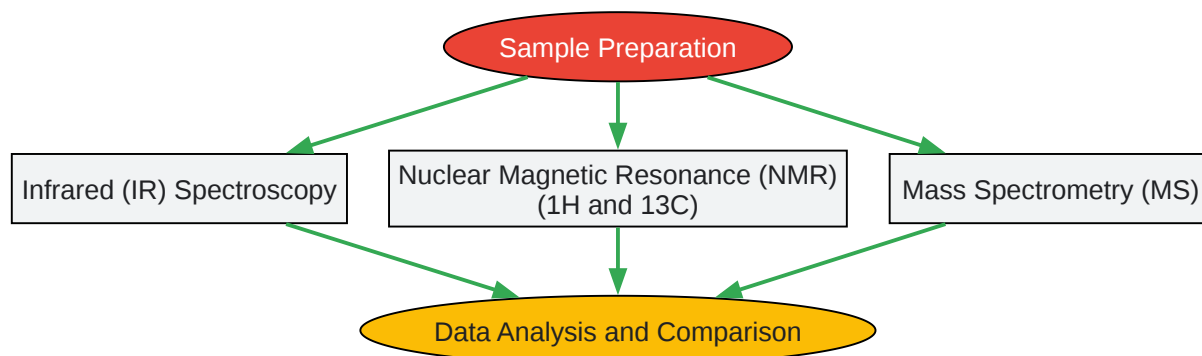 Sample Preparation
Infrared (IR) Spectroscopy
Nuclear Magnetic Resonance (NMR)
(1H and 13C)
Mass Spectrometry (MS)
Data Analysis and Comparison